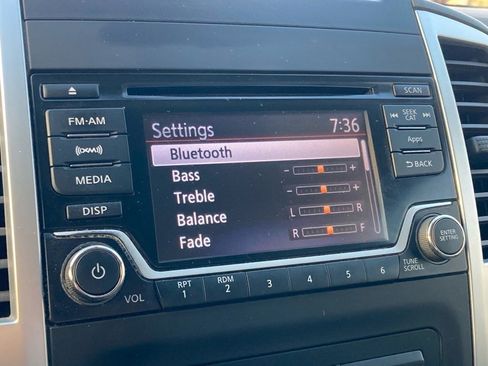 SCAN
FM-AM
SEEK
CAT
Settings 7:36
XM
Bluetooth
Apps
MEDIA
Bass - +
BACK
Treble - +
DISP
Balance L R
Fade R F
ENTER
SETTING
VOL
RPT
1
RDM
2
3
4
5
6
TUNE
SCROLL